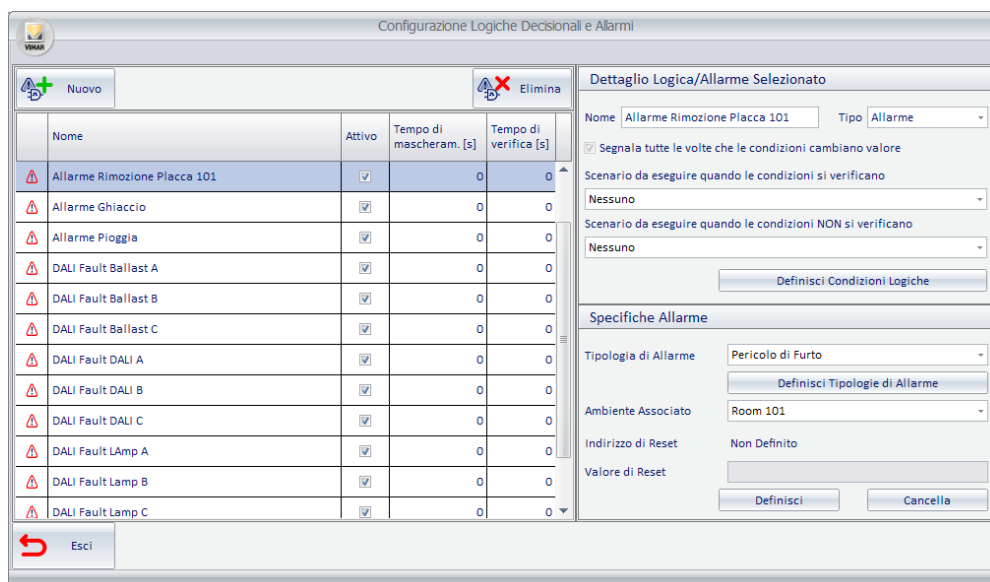 Configurazione Logiche Decisionali e Allarmi
VIMAR
Nuovo
Elimina
Nome Attivo Tempo di mascheram. [s] Tempo di verifica [s]
Allarme Rimozione Placca 101 0 0
Allarme Ghiaccio 0 0
Allarme Pioggia 0 0
DALI Fault Ballast A 0 0
DALI Fault Ballast B 0 0
DALI Fault Ballast C 0 0
DALI Fault DALI A 0 0
DALI Fault DALI B 0 0
DALI Fault DALI C 0 0
DALI Fault LAmp A 0 0
DALI Fault Lamp B 0 0
DALI Fault Lamp C 0 0
Esci
Dettaglio Logica/Allarme Selezionato
Nome Allarme Rimozione Placca 101 Tipo Allarme
Segnala tutte le volte che le condizioni cambiano valore
Scenario da eseguire quando le condizioni si verificano
Nessuno
Scenario da eseguire quando le condizioni NON si verificano
Nessuno
Definisci Condizioni Logiche
Specifiche Allarme
Tipologia di Allarme Pericolo di Furto
Definisci Tipologie di Allarme
Ambiente Associato Room 101
Indirizzo di Reset Non Definito
Valore di Reset
Definisci Cancella